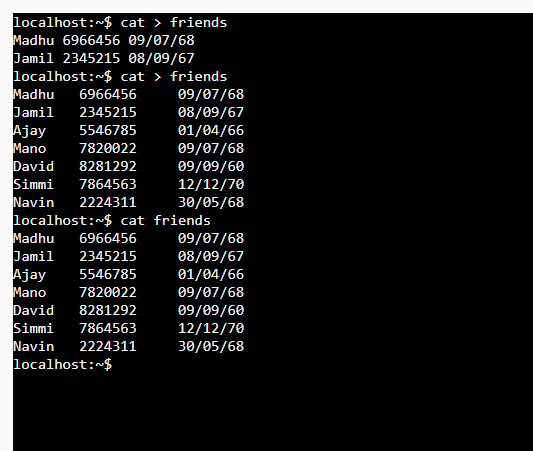 localhost:~$ cat > friends
Madhu 6966456 09/07/68
Jamil 2345215 08/09/67
localhost:~$ cat > friends
Madhu   6966456     09/07/68
Jamil   2345215     08/09/67
Ajay    5546785     01/04/66
Mano    7820022     09/07/68
David   8281292     09/09/60
Simmi   7864563     12/12/70
Navin   2224311     30/05/68
localhost:~$ cat friends
Madhu   6966456     09/07/68
Jamil   2345215     08/09/67
Ajay    5546785     01/04/66
Mano    7820022     09/07/68
David   8281292     09/09/60
Simmi   7864563     12/12/70
Navin   2224311     30/05/68
localhost:~$